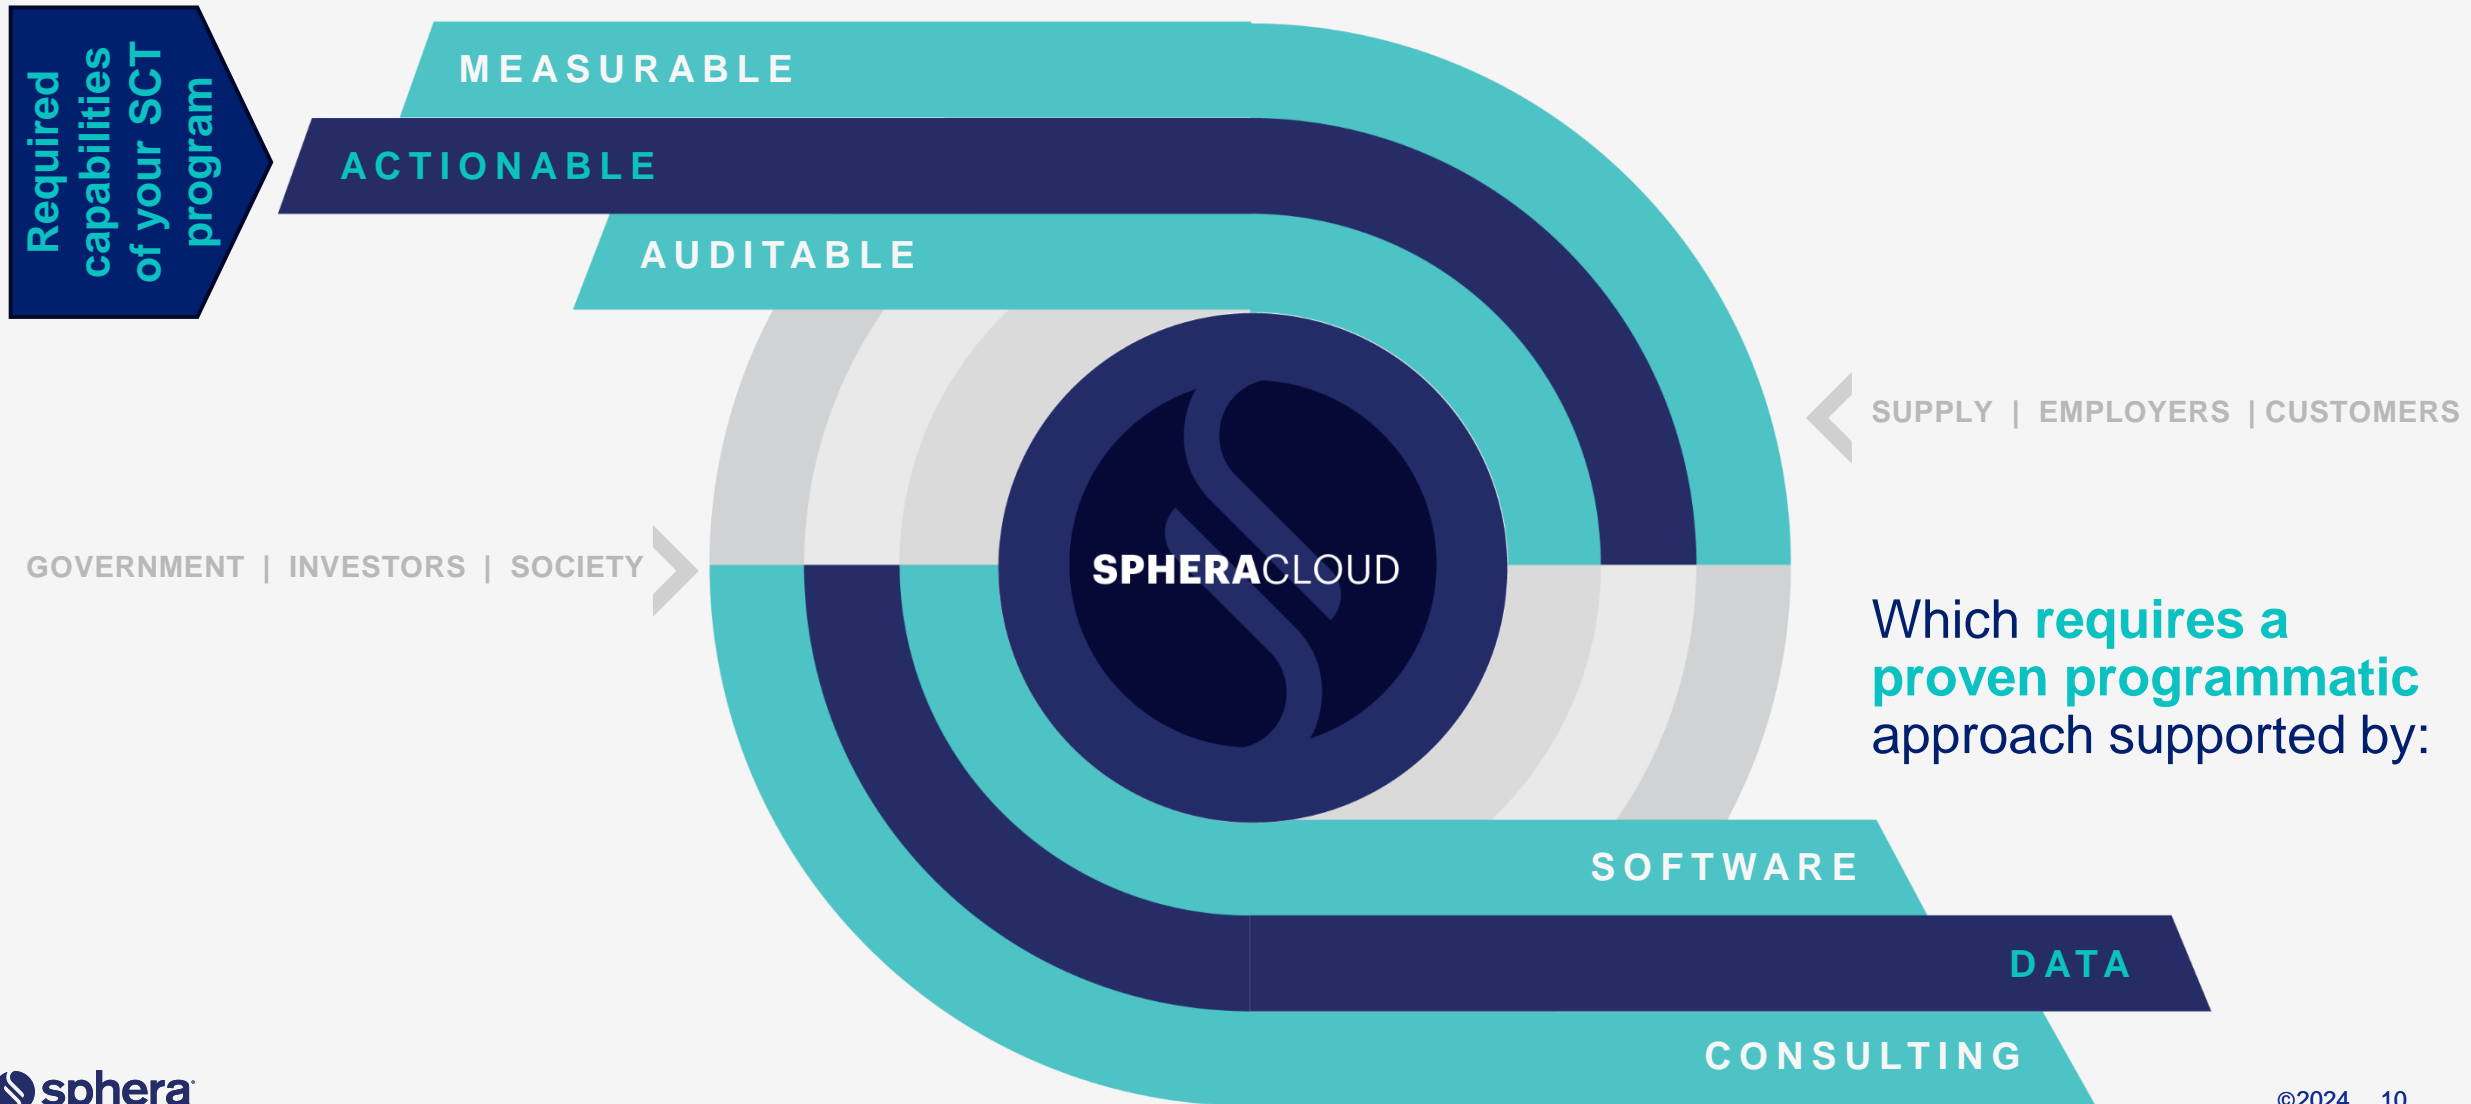 Required
capabilities
of your SCT
program
MEASURABLE
ACTIONABLE
AUDITABLE
SUPPLY | EMPLOYERS | CUSTOMERS
GOVERNMENT | INVESTORS | SOCIETY
SPHERACLOUD
Which requires a
proven programmatic
approach supported by:
SOFTWARE
DATA
CONSULTING
sphera
©2024 10